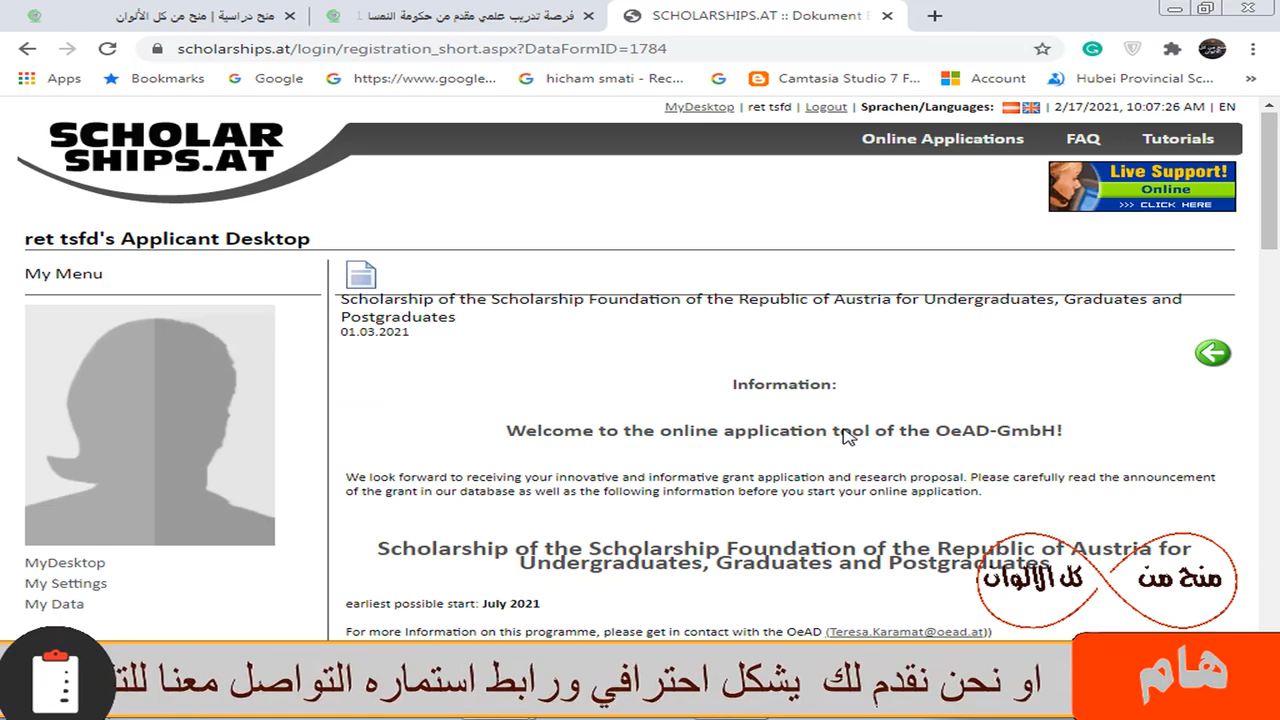 منح دراسية | منح من كل الألوان
فرصة تدريب علمي مقدم من حكومة النمسا 1
SCHOLARSHIPS.AT :: Dokument E
scholarships.at/login/registration_short.aspx?DataFormID=1784
Apps Bookmarks Google https://www.google... hicham smati - Rec... Camtasia Studio 7 F... Account Hubei Provincial Sc... »
MyDesktop | ret tsfd | Logout | Sprachen/Languages: | 2/17/2021, 10:07:26 AM | EN
SCHOLAR
SHIPS.AT
Online Applications FAQ Tutorials
Live Support!
Online
>>> CLICK HERE
ret tsfd's Applicant Desktop
My Menu
Scholarship of the Scholarship Foundation of the Republic of Austria for Undergraduates, Graduates and
Postgraduates
01.03.2021
Information:
Welcome to the online application tool of the OeAD-GmbH!
We look forward to receiving your innovative and informative grant application and research proposal. Please carefully read the announcement
of the grant in our database as well as the following information before you start your online application.
Scholarship of the Scholarship Foundation of the Republic of Austria for
Undergraduates, Graduates and Postgraduates
earliest possible start: July 2021
For more Information on this programme, please get in contact with the OeAD (Teresa.Karamat@oead.at))
MyDesktop
My Settings
My Data
منح من كل الالوان
هام
او نحن نقدم لك يشكل احترافي ورابط استماره التواصل معنا